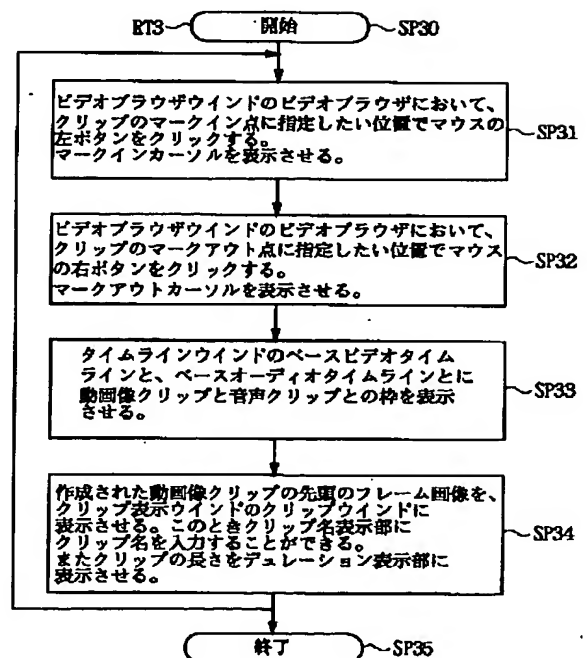 RT3 開始 SP30
ビデオブラウザウインドのビデオブラウザにおいて、
クリップのマークイン点に指定したい位置でマウスの
左ボタンをクリックする。
マークインカーソルを表示させる。
SP31
ビデオブラウザウインドのビデオブラウザにおいて、
クリップのマークアウト点に指定したい位置でマウス
の右ボタンをクリックする。
マークアウトカーソルを表示させる。
SP32
タイムラインウインドのベースビデオタイム
ラインと、ベースオーディオタイムラインとに
動画像クリップと音声クリップとの枠を表示
させる。
SP33
作成された動画像クリップの先頭のフレーム画像を、
クリップ表示ウインドのクリップウインドに
表示させる。このときクリップ名表示部に
クリップ名を入力することができる。
またクリップの長さをデュレーション表示部に
表示させる。
SP34
終了 SP35